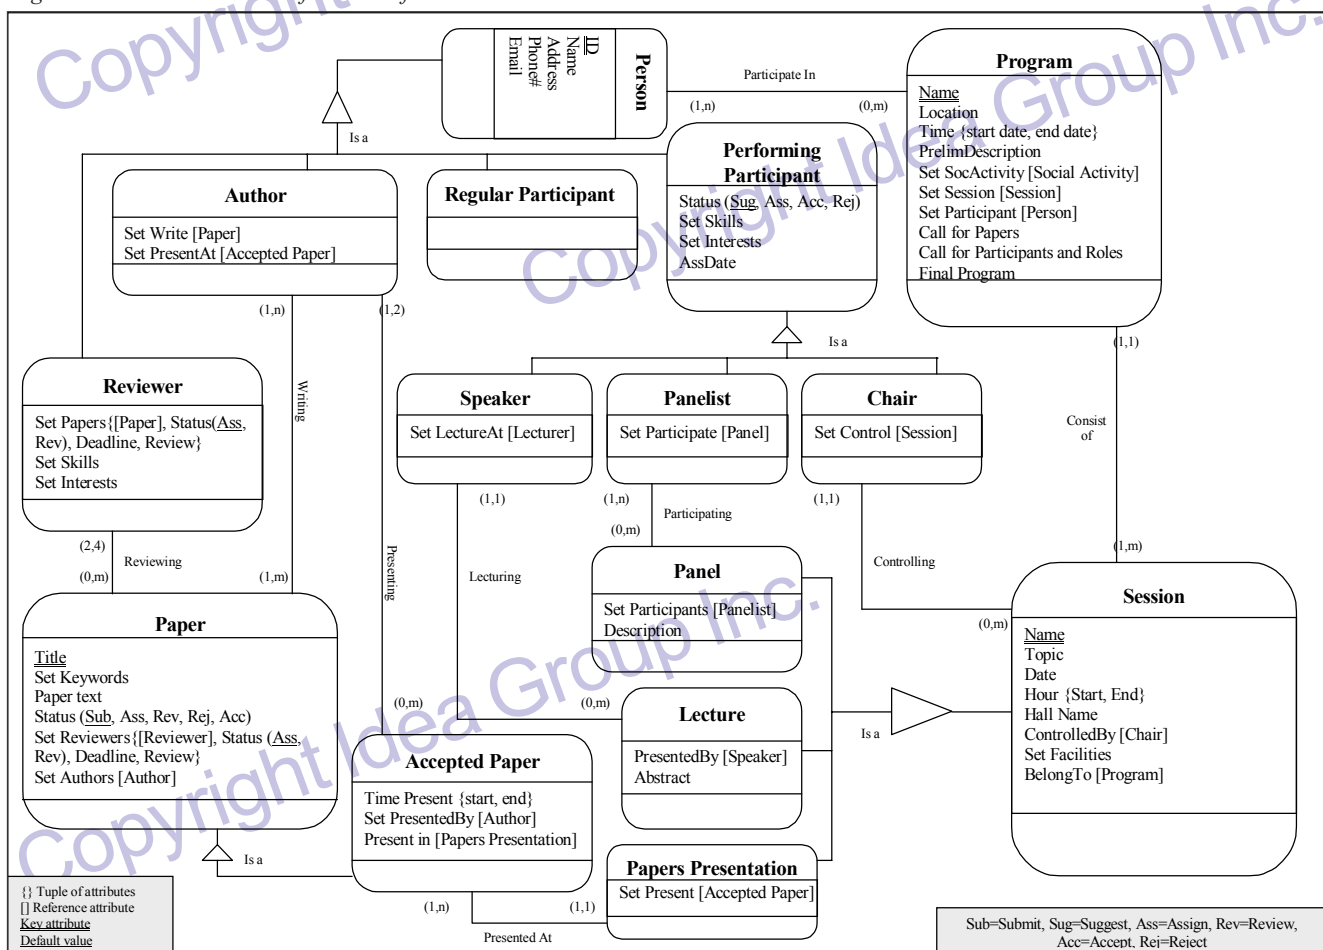 Copyright Idea Group Inc.
Copyright Idea Group Inc.
Copyright Idea Group Inc.
Person
ID
Name
Address
Phone#
Email
Is a
Participate In
(1,n)
(0,m)
Program
Name
Location
Time {start date, end date}
PrelimDescription
Set SocActivity [Social Activity]
Set Session [Session]
Set Participant [Person]
Call for Papers
Call for Participants and Roles
Final Program
Author
Set Write [Paper]
Set PresentAt [Accepted Paper]
Regular Participant
Performing
Participant
Status (Sug, Ass, Acc, Rej)
Set Skills
Set Interests
AssDate
(1,n)
(1,2)
Is a
(1,1)
Reviewer
Set Papers{[Paper], Status(Ass,
Rev), Deadline, Review}
Set Skills
Set Interests
Writing
Speaker
Set LectureAt [Lecturer]
Panelist
Set Participate [Panel]
Chair
Set Control [Session]
Consist
of
(1,1)
(1,n)
(1,1)
(2,4)
Reviewing
(0,m)
(1,m)
Presenting
Lecturing
(0,m)
Participating
Controlling
(1,m)
Panel
Set Participants [Panelist]
Description
(0,m)
Session
Name
Topic
Date
Hour {Start, End}
Hall Name
ControlledBy [Chair]
Set Facilities
BelongTo [Program]
Paper
Title
Set Keywords
Paper text
Status (Sub, Ass, Rev, Rej, Acc)
Set Reviewers{[Reviewer], Status (Ass,
Rev), Deadline, Review}
Set Authors [Author]
(0,m)
(0,m)
Lecture
PresentedBy [Speaker]
Abstract
Is a
Accepted Paper
Time Present {start, end}
Set PresentedBy [Author]
Present in [Papers Presentation]
Is a
Papers Presentation
Set Present [Accepted Paper]
(1,n)
(1,1)
Presented At
{} Tuple of attributes
[] Reference attribute
Key attribute
Default value
Sub=Submit, Sug=Suggest, Ass=Assign, Rev=Review,
Acc=Accept, Rej=Reject